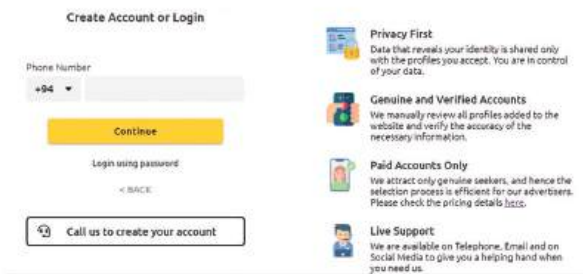 Create Account or Login
Phone Number
+94
Continue
Login using password
< BACK
Call us to create your account
Privacy First
Data that reveals your identity is shared only
with the profiles you accept. You are in control
of your data.
Genuine and Verified Accounts
We manually review all profiles added to the
website and verify the accuracy of the
necessary information.
Paid Accounts Only
We attract only genuine seekers, and hence the
selection process is efficient for our advertisers.
Please check the pricing details here.
Live Support
We are available on Telephone, Email and on
Social Media to give you a helping hand when
you need us.